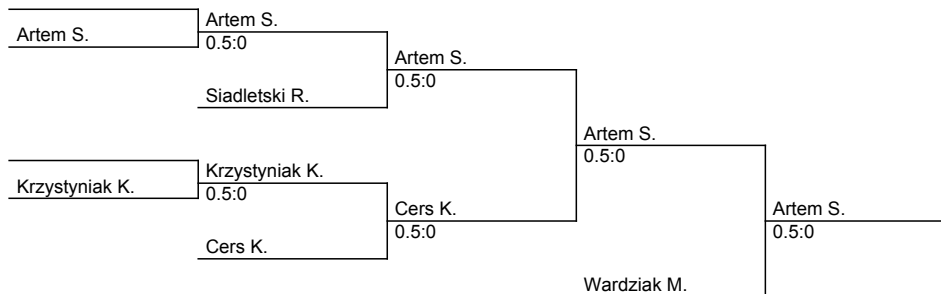 Artem S.
Artem S.
0.5:0
Artem S.
0.5:0
Siadletski R.
Artem S.
0.5:0
Krzystyniak K.
Krzystyniak K.
0.5:0
Cers K.
0.5:0
Cers K.
Artem S.
0.5:0
Wardziak M.